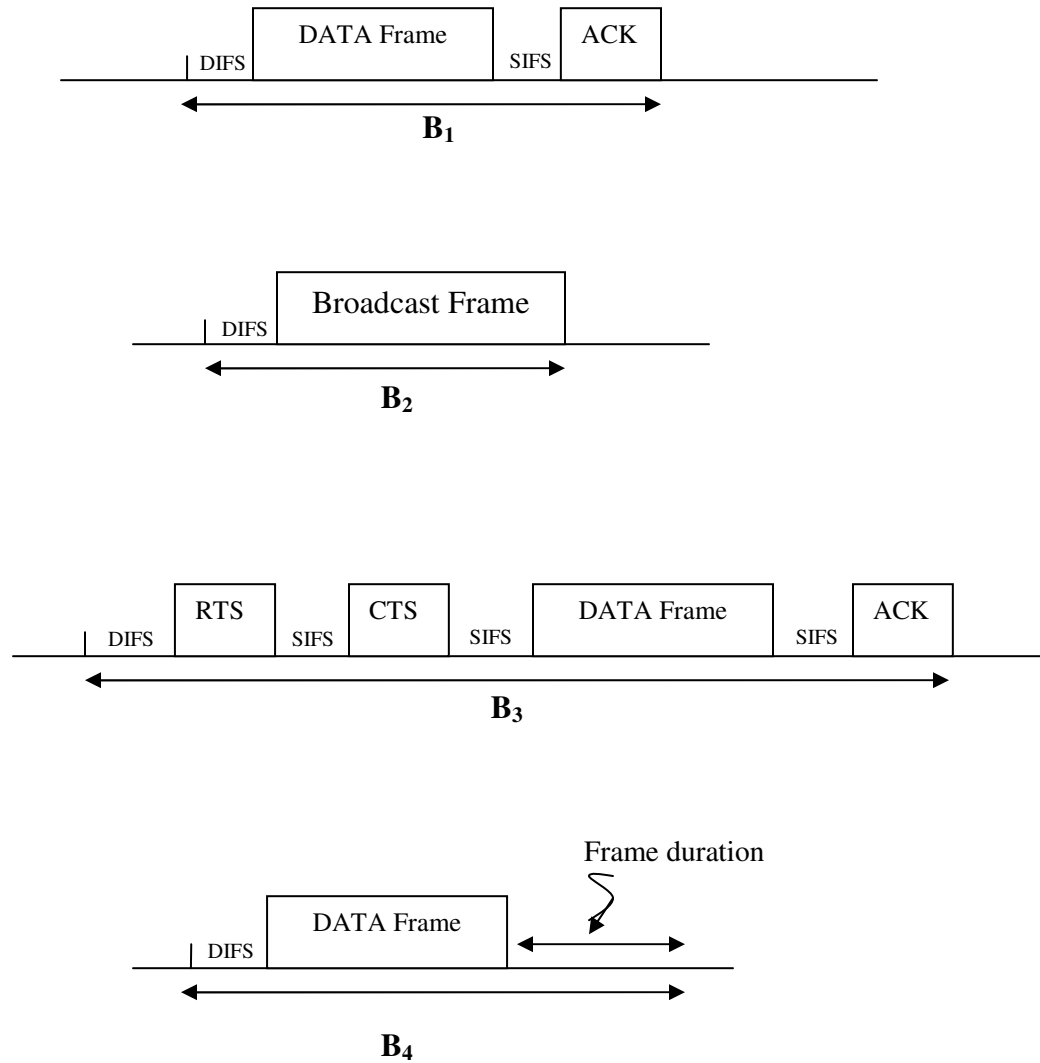 DIFS DATA Frame SIFS ACK
B1
DIFS Broadcast Frame
B2
DIFS RTS SIFS CTS SIFS DATA Frame SIFS ACK
B3
Frame duration
DIFS DATA Frame
B4